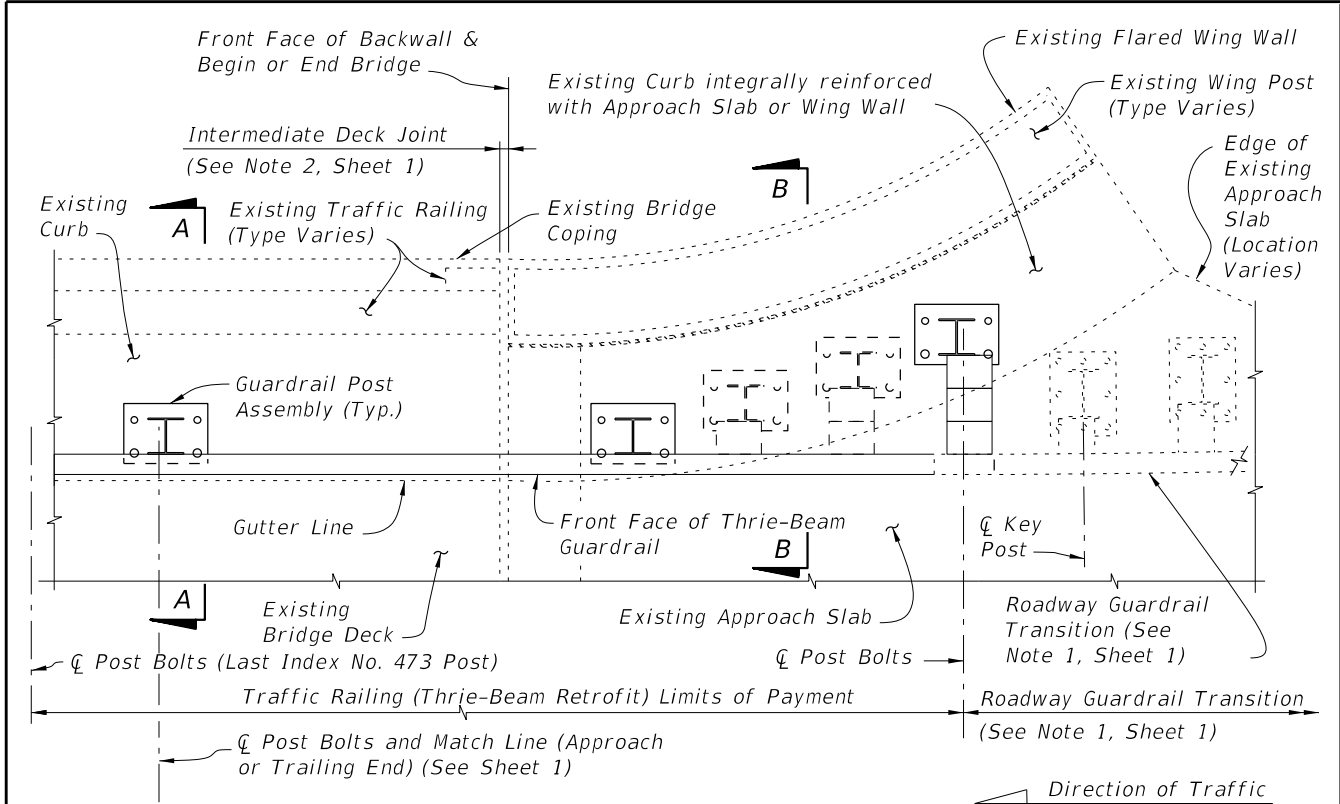 Front Face of Backwall &
Begin or End Bridge
Existing Flared Wing Wall
Existing Curb integrally reinforced
with Approach Slab or Wing Wall
Existing Wing Post
(Type Varies)
Intermediate Deck Joint
(See Note 2, Sheet 1)
Edge of
Existing
Approach
Slab
(Location
Varies)
B
Existing
Curb
A
Existing Traffic Railing
(Type Varies)
Existing Bridge
Coping
Guardrail Post
Assembly (Typ.)
Gutter Line
Front Face of Thrie-Beam
Guardrail
B
℄ Key
Post
A
Existing
Bridge Deck
Existing Approach Slab
Roadway Guardrail
Transition (See
Note 1, Sheet 1)
℄ Post Bolts (Last Index No. 473 Post)
℄ Post Bolts
Traffic Railing (Thrie-Beam Retrofit) Limits of Payment
Roadway Guardrail Transition
(See Note 1, Sheet 1)
℄ Post Bolts and Match Line (Approach
or Trailing End) (See Sheet 1)
Direction of Traffic